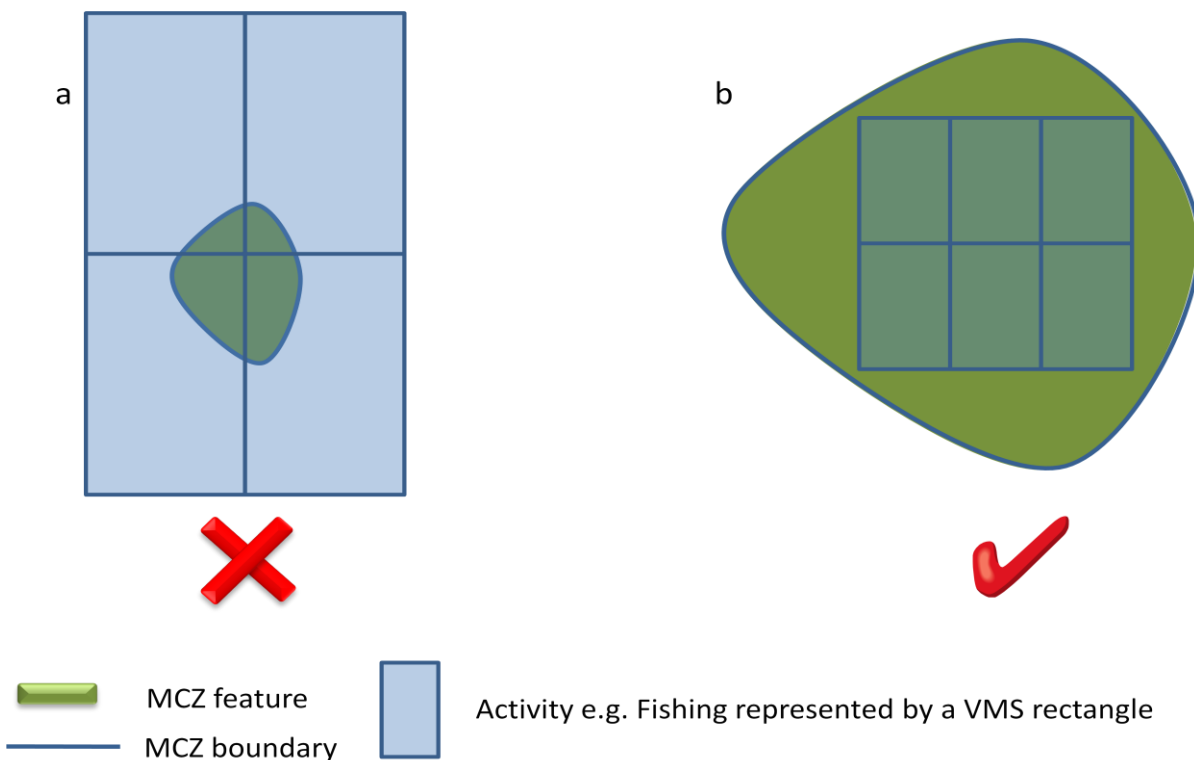 a
b
MCZ feature
Activity e.g. Fishing represented by a VMS rectangle
MCZ boundary